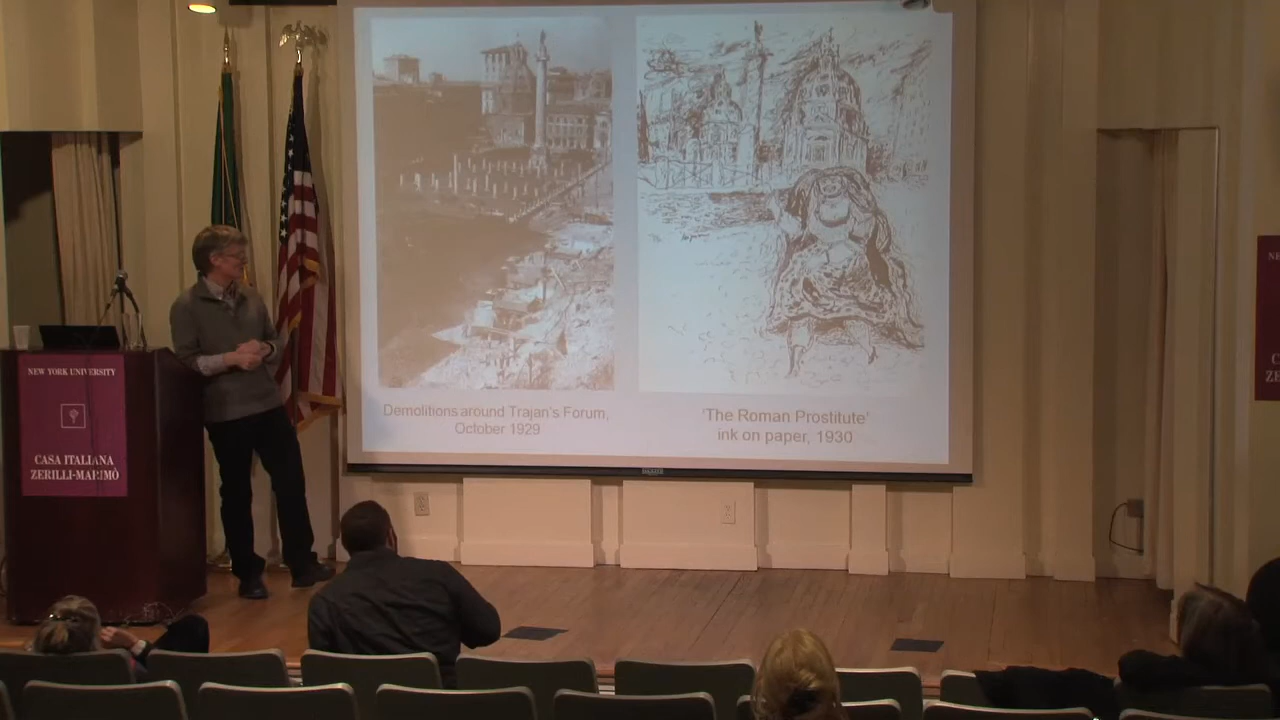 Demolitions around Trajan's Forum,
October 1929
'The Roman Prostitute'
ink on paper, 1930
NEW YORK UNIVERSITY
CASA ITALIANA
ZERILLI-MARIMÒ